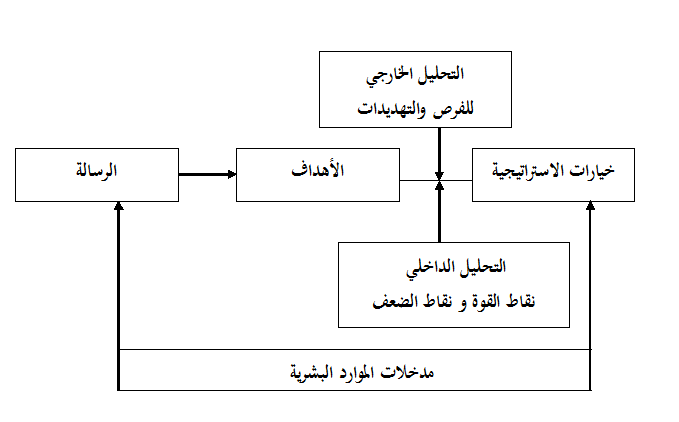 التحليل الخارجي
للفرص والتهديدات
الرسالة
الأهداف
خيارات الاستراتيجية
التحليل الداخلي
نقاط القوة و نقاط الضعف
مدخلات الموارد البشرية